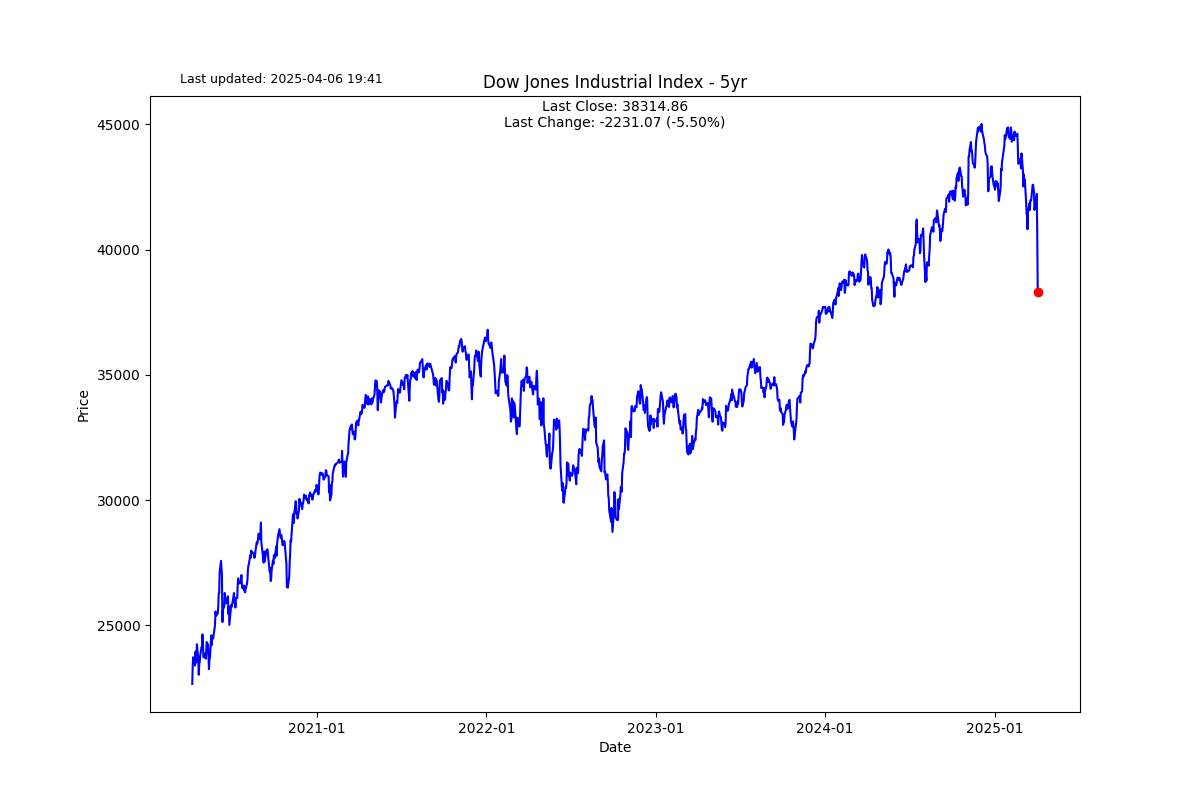 Last updated: 2025-04-06 19:41
Dow Jones Industrial Index - 5yr
Last Close: 38314.86
Last Change: -2231.07 (-5.50%)
45000
40000
35000
30000
25000
Price
2021-01
2022-01
2023-01
2024-01
2025-01
Date